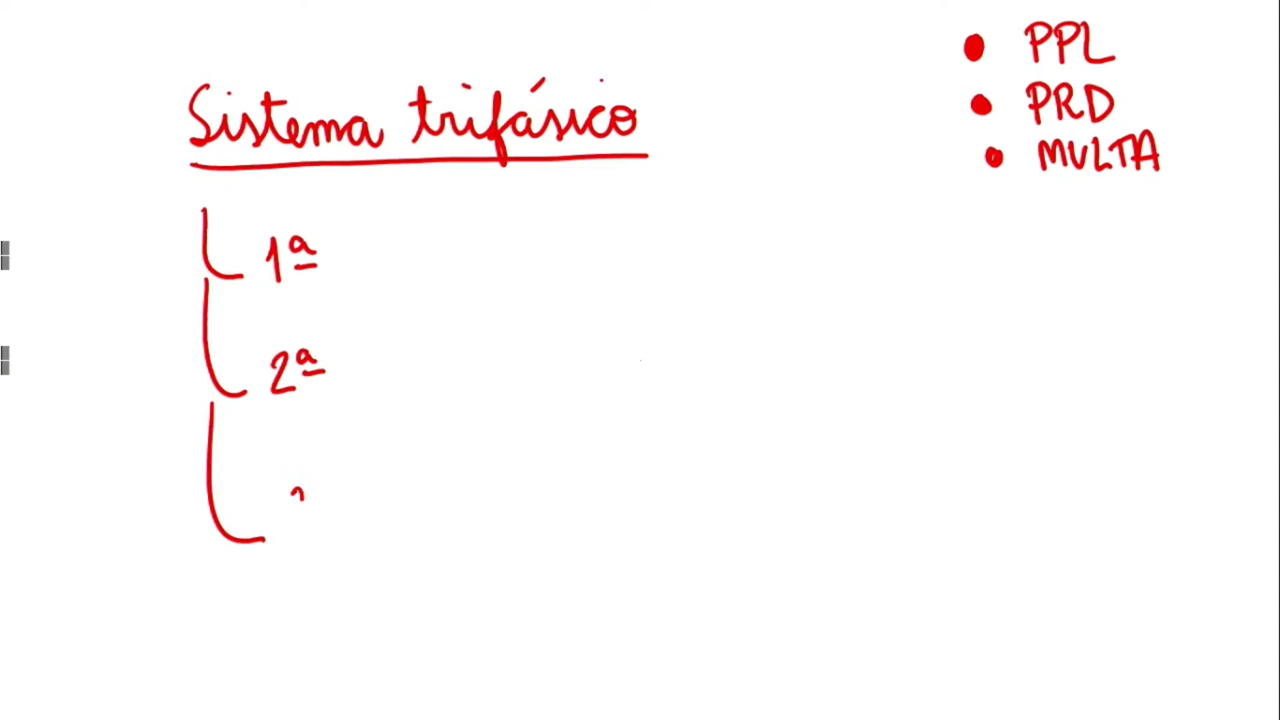 Sistema trifásico
1ª
2ª
• PPL
• PRD
• MULTA